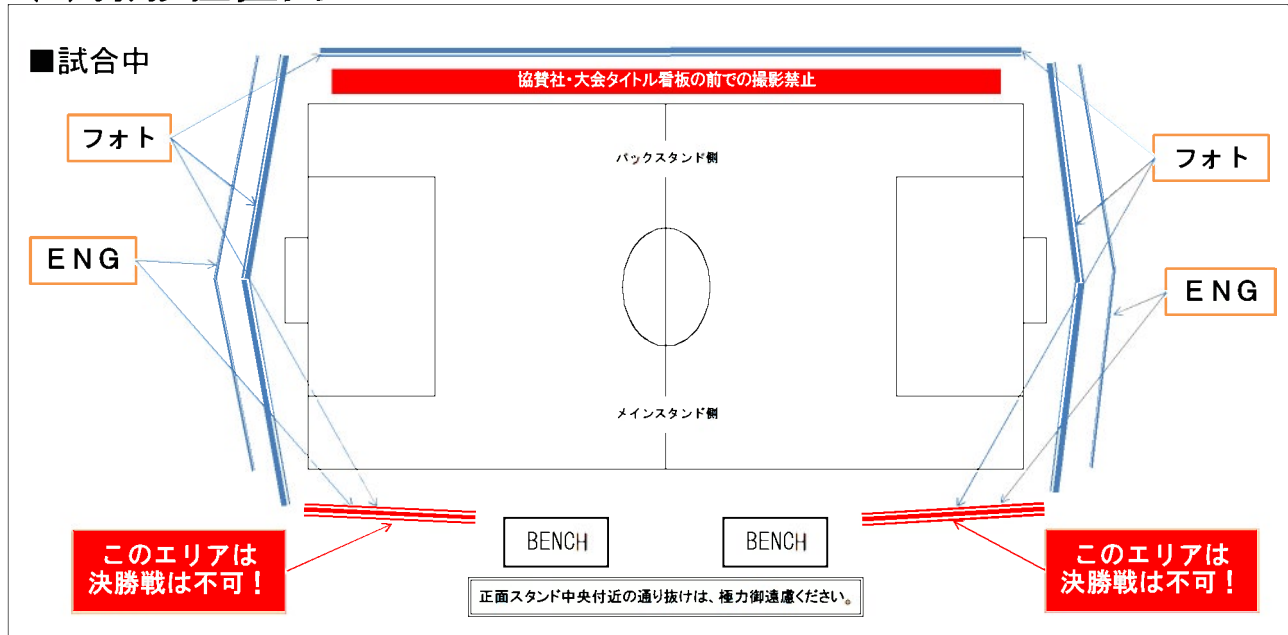 ■試合中
協賛社・大会タイトル看板の前での撮影禁止
フォト
フォト
バックスタンド側
ENG
ENG
メインスタンド側
BENCH
BENCH
このエリアは
決勝戦は不可！
このエリアは
決勝戦は不可！
正面スタンド中央付近の通り抜けは、極力御遠慮ください。